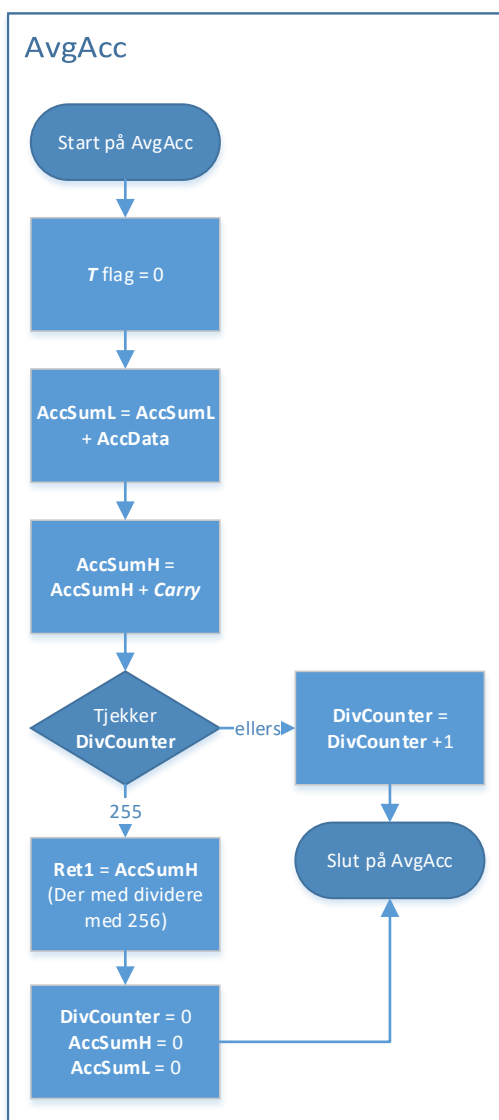 AvgAcc
Start på AvgAcc
T flag = 0
AccSumL = AccSumL
+ AccData
AccSumH =
AccSumH + Carry
Tjekker
DivCounter
ellers
DivCounter =
DivCounter +1
255
Ret1 = AccSumH
(Der med dividere
med 256)
Slut på AvgAcc
DivCounter = 0
AccSumH = 0
AccSumL = 0